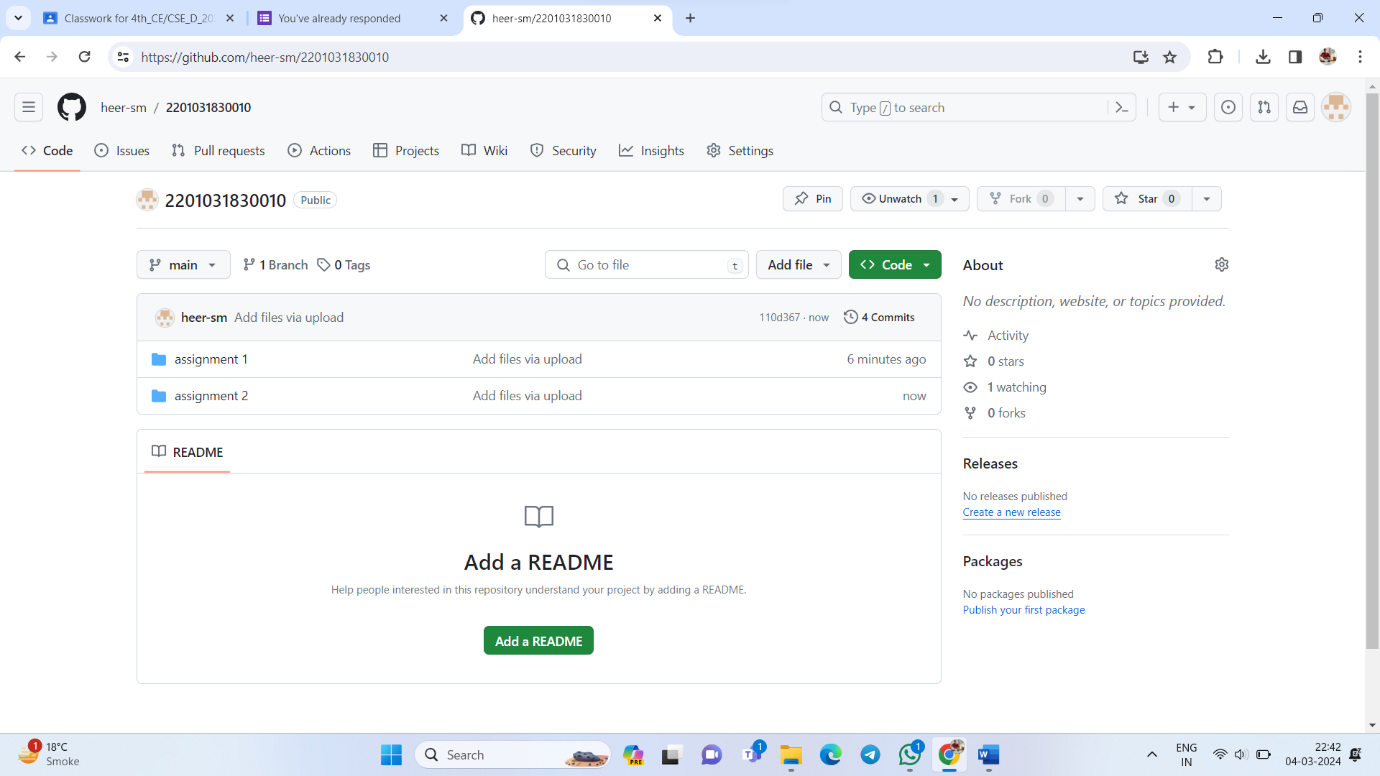 Classwork for 4th_CE/CSE_D_20
You've already responded
heer-sm/2201031830010
https://github.com/heer-sm/2201031830010
heer-sm / 2201031830010
Type / to search
Code Issues Pull requests Actions Projects Wiki Security Insights Settings
2201031830010 Public
Pin Unwatch 1 Fork 0 Star 0
main 1 Branch 0 Tags
Go to file t Add file Code
heer-sm Add files via upload 110d367 · now 4 Commits
assignment 1 Add files via upload 6 minutes ago
assignment 2 Add files via upload now
README
Add a README
Help people interested in this repository understand your project by adding a README.
Add a README
About
No description, website, or topics provided.
Activity
0 stars
1 watching
0 forks
Releases
No releases published
Create a new release
Packages
No packages published
Publish your first package
1
18°C
Smoke
Search
PRE
1
1
ENG
IN
22:42
04-03-2024